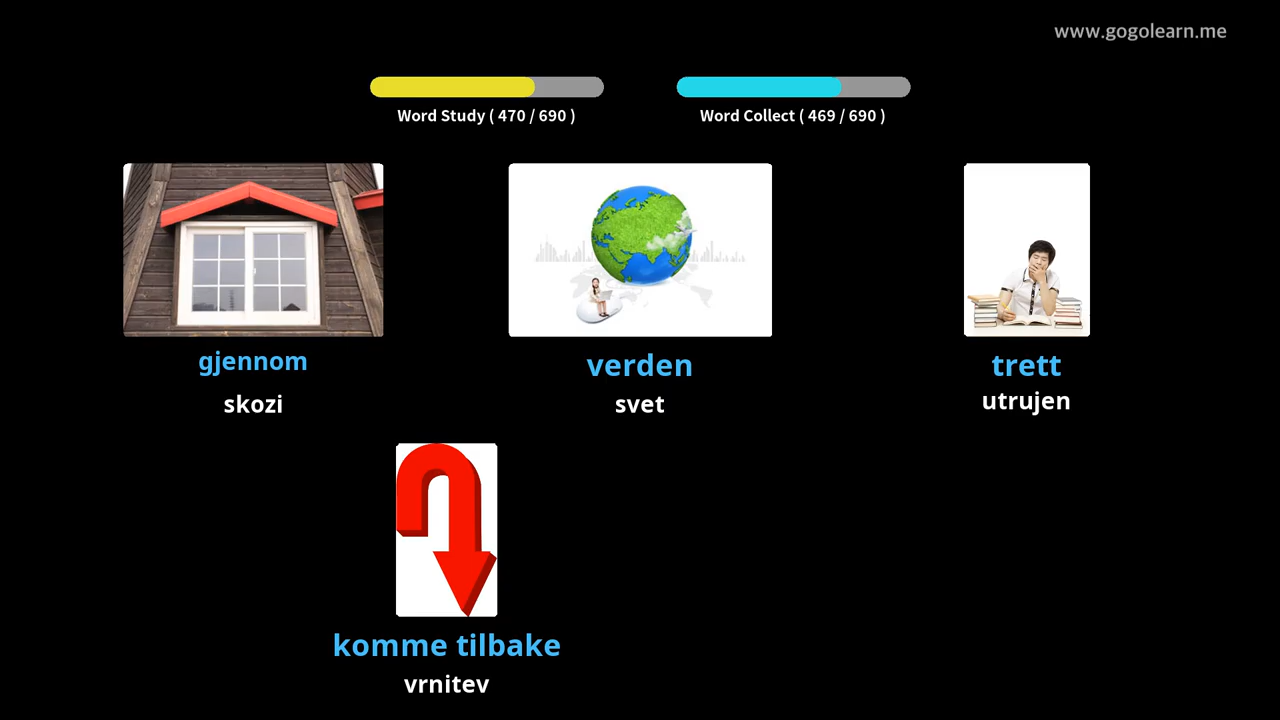 www.gogolearn.me
Word Study ( 470 / 690 )
Word Collect ( 469 / 690 )
gjennom
skozi
verden
svet
trett
utrujen
komme tilbake
vrnitev